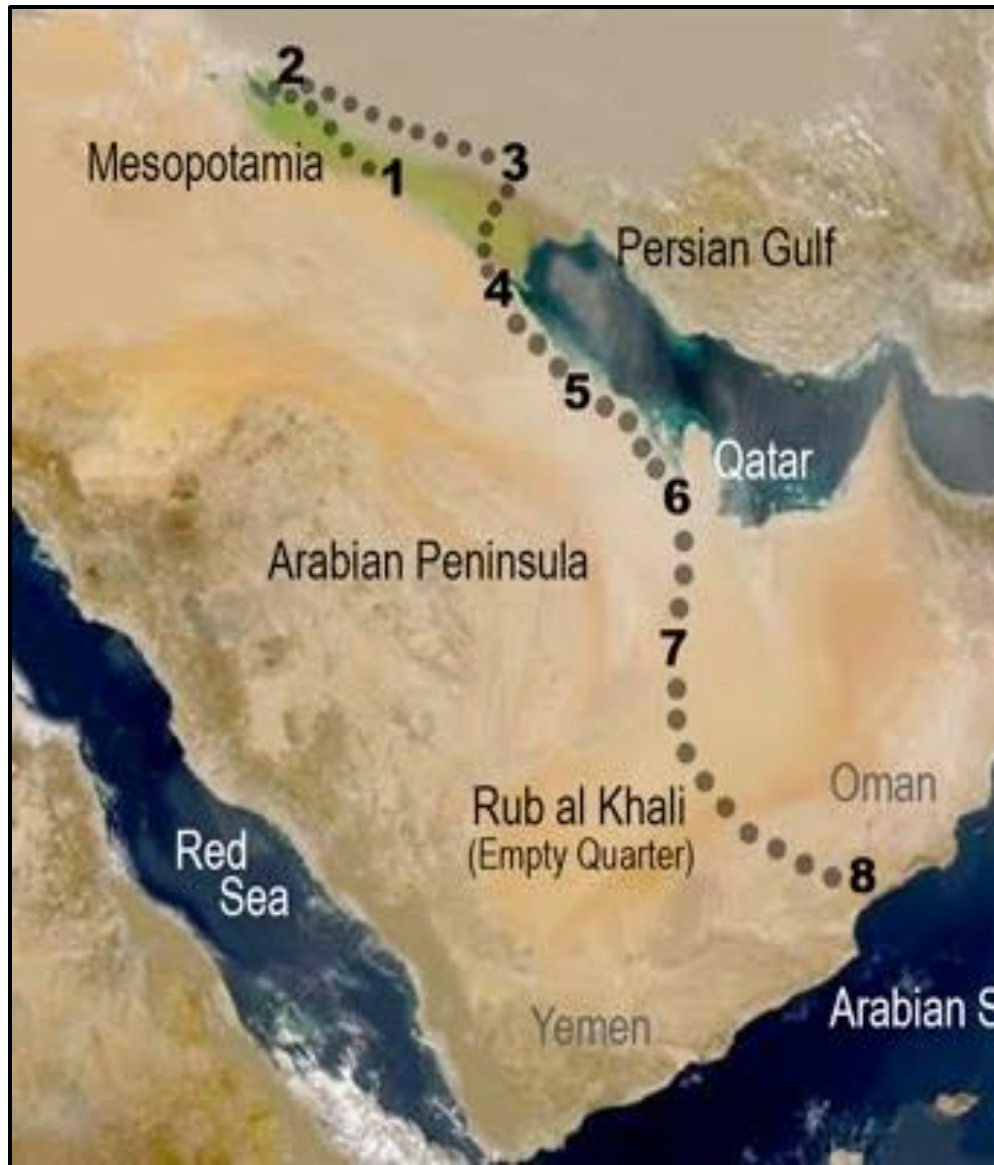 2
Mesopotamia
1
3
Persian Gulf
4
5
Qatar
6
Arabian Peninsula
7
Oman
Rub al Khali
(Empty Quarter)
8
Red
Sea
Yemen
Arabian S